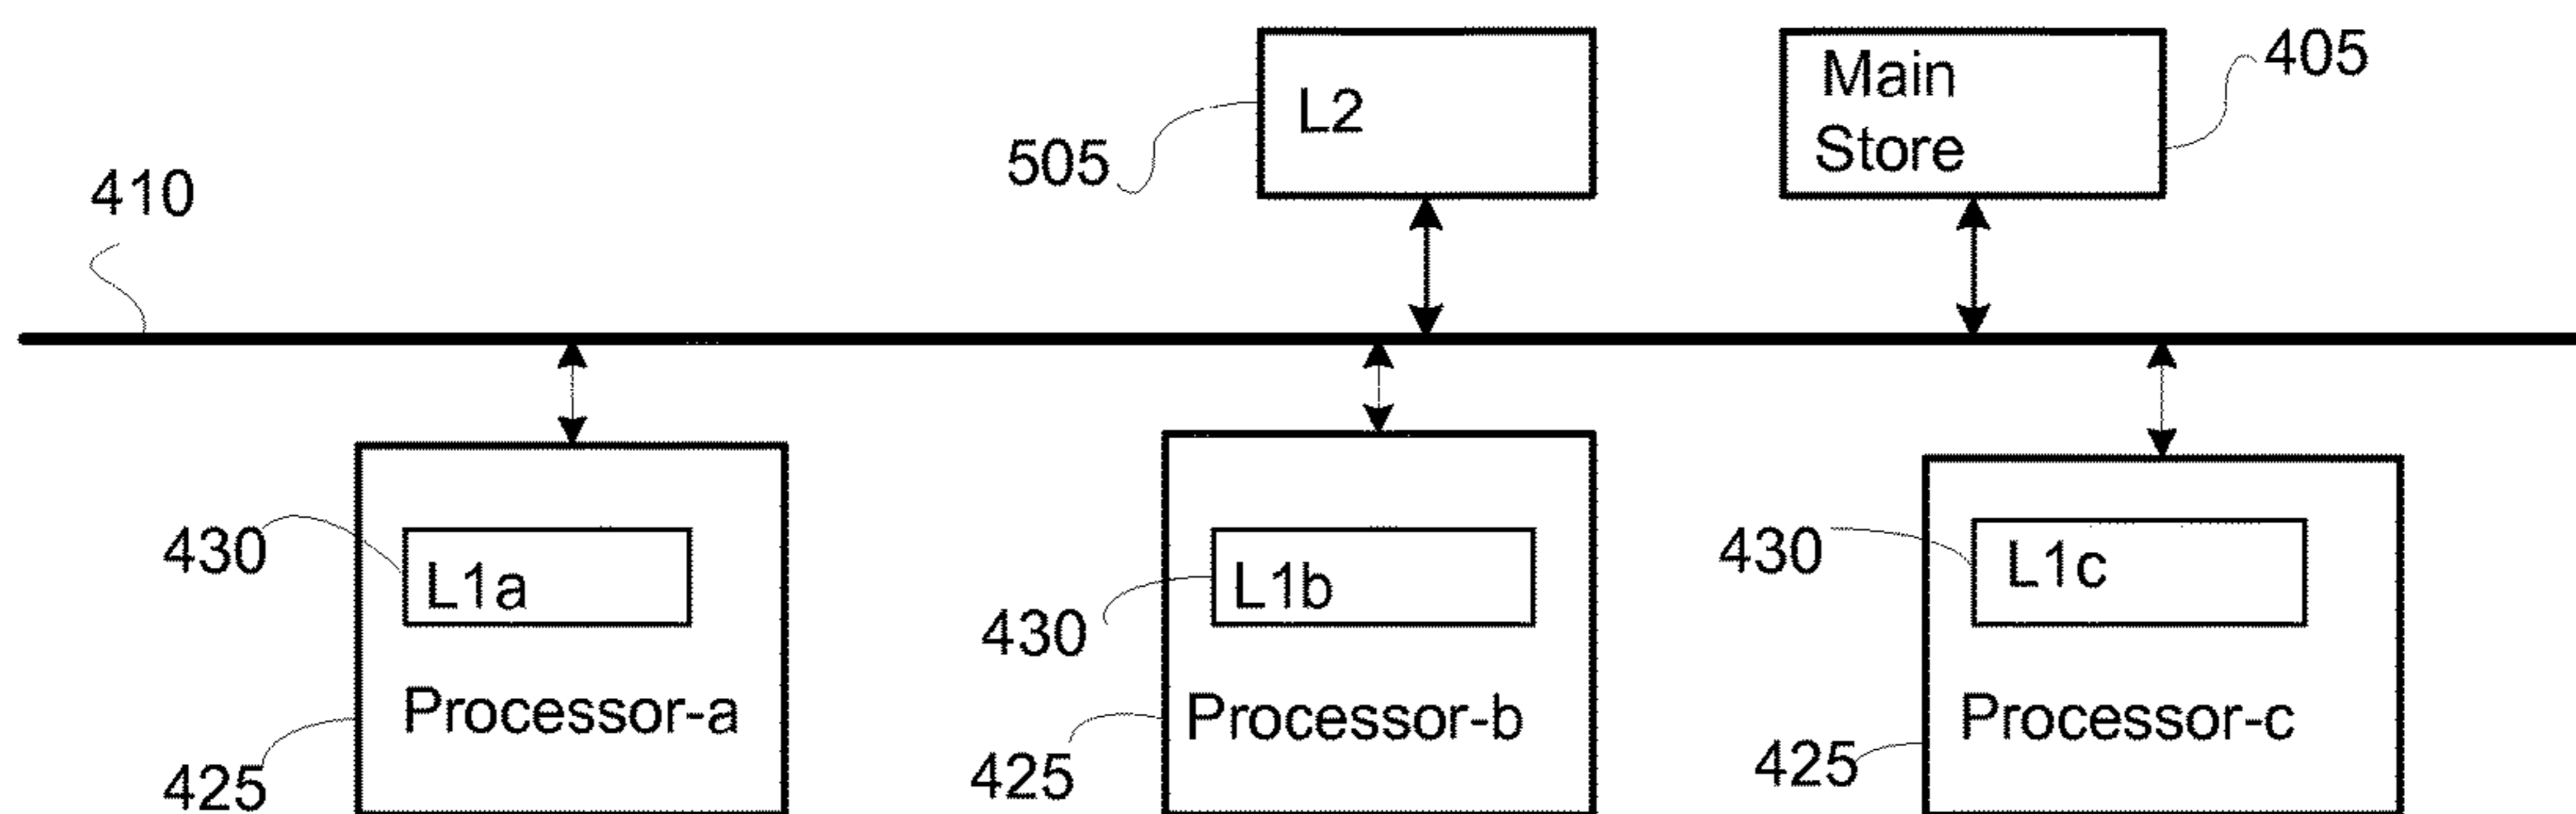 405
Main
Store
L2
505
410
430
L1a
Processor-a
425
430
L1b
Processor-b
425
430
L1c
Processor-c
425